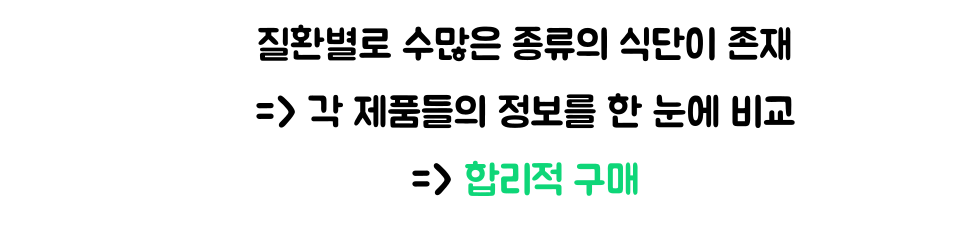 질환별로 수많은 종류의 식단이 존재
=> 각 제품들의 정보를 한 눈에 비교
=> 합리적 구매